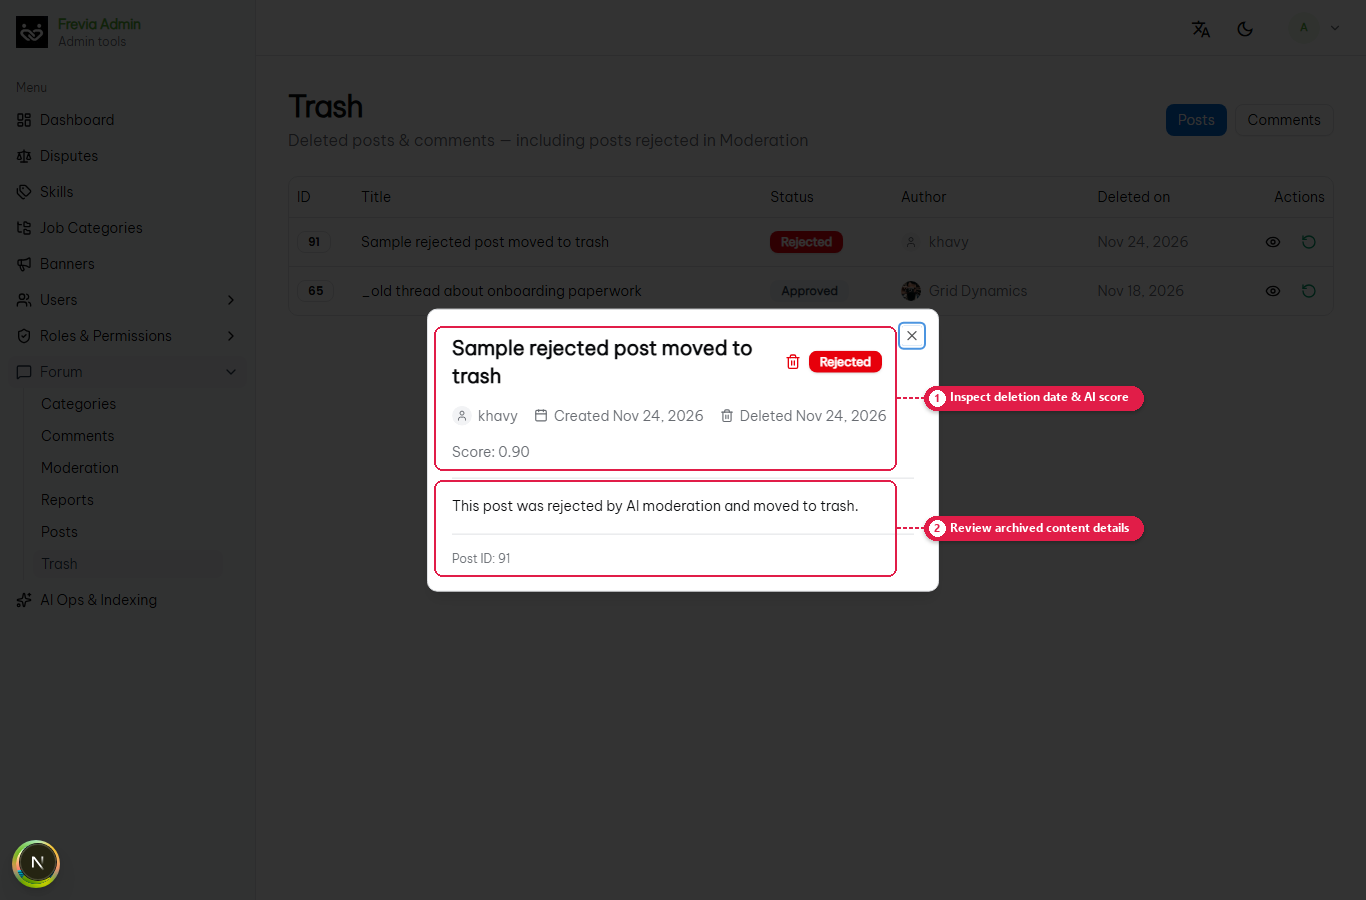 Frevia Admin
Admin tools
A
Menu
Dashboard
Disputes
Skills
Job Categories
Banners
Users
Roles & Permissions
Forum
Categories
Comments
Moderation
Reports
Posts
Trash
AI Ops & Indexing
Trash
Deleted posts & comments — including posts rejected in Moderation
Posts Comments
ID Title Status Author Deleted on Actions
91 Sample rejected post moved to trash Rejected khavy Nov 24, 2026
65 _old thread about onboarding paperwork Approved Grid Dynamics Nov 18, 2026
Sample rejected post moved to
trash
Rejected
khavy Created Nov 24, 2026 Deleted Nov 24, 2026
Score: 0.90
This post was rejected by AI moderation and moved to trash.
Post ID: 91
1 Inspect deletion date & AI score
2 Review archived content details
N